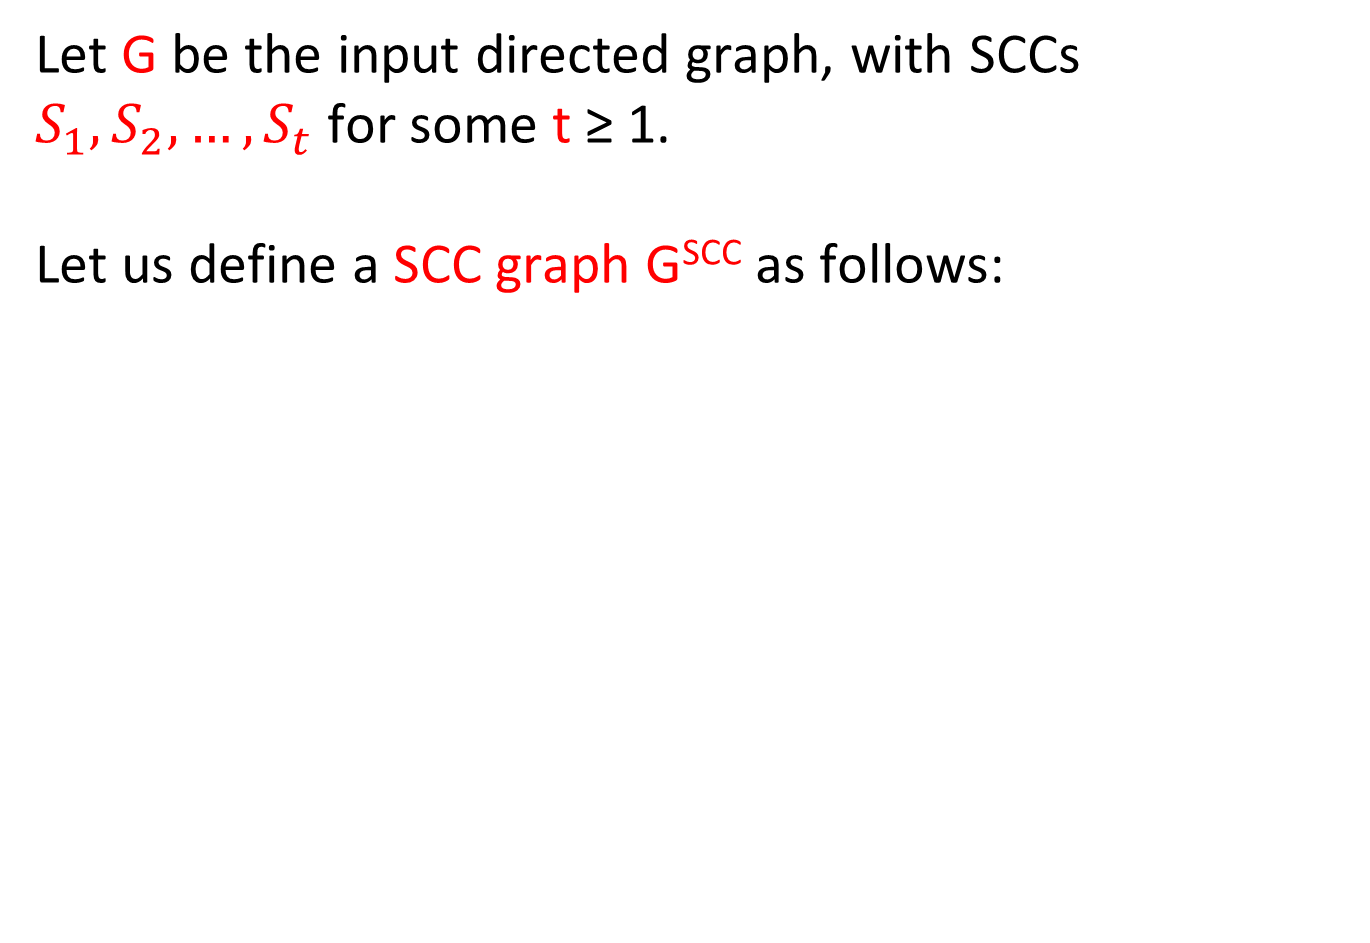 Let G be the input directed graph, with SCCs
S₁, S₂, … , Sₜ for some t ≥ 1.
Let us define a SCC graph Gˢᶜᶜ as follows: